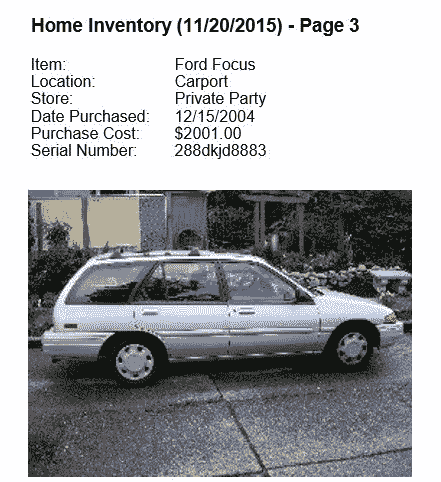 Home Inventory (11/20/2015) - Page 3
Item: Ford Focus
Location: Carport
Store: Private Party
Date Purchased: 12/15/2004
Purchase Cost: $2001.00
Serial Number: 288dkjd8883